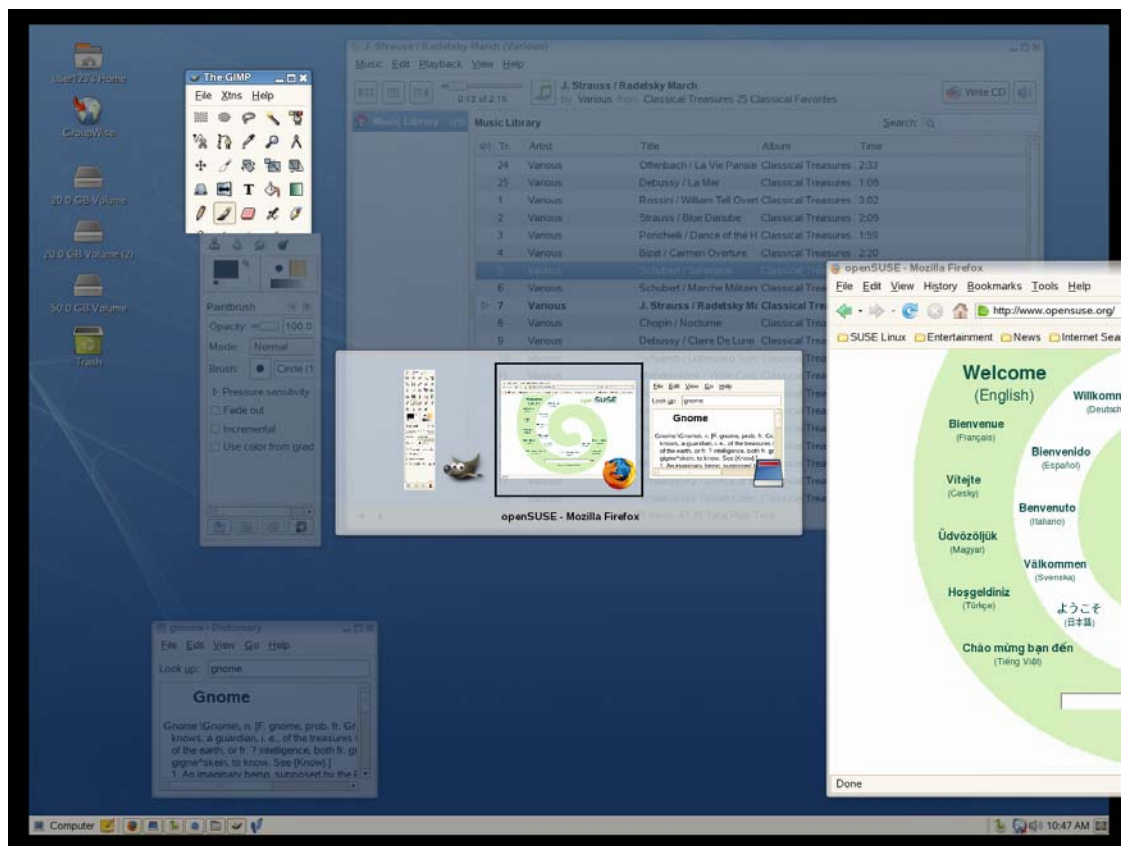 User123's Home
GroupWise
20.0 GB Volume
20.0 GB Volume (2)
50.0 GB Volume
Trash
The GIMP
File Xtns Help
Paintbrush
Opacity: 100.0
Mode: Normal
Brush: Circle (1
Pressure sensitivity
Fade out
Incremental
Use color from grad
J. Strauss / Radetsky March (Various)
Music Edit Playback View Help
J. Strauss / Radetsky March
0:13 of 2:16 by Various from Classical Treasures 25 Classical Favorites
Write CD
Music Library
Music Library
Search:
Tr. Artist Title Album Time
24 Various Offenbach / La Vie Parisie Classical Treasures 2:33
25 Various Debussy / La Mer Classical Treasures 1:08
1 Various Rossini / William Tell Overt Classical Treasures 3:02
2 Various Strauss / Blue Danube Classical Treasures 2:09
3 Various Ponchielli / Dance of the H Classical Treasures 1:59
4 Various Bizet / Carmen Overture Classical Treasures 2:20
5 Various Schubert / Serenade
6 Various Schubert / Marche Militaire Classical Trea
7 Various J. Strauss / Radetsky Ma Classical Trea
8 Various Chopin / Nocturne Classical Trea
9 Various Debussy / Claire De Lune Classical Trea
File Edit View Go Help
Look up: gnome
Gnome
openSUSE
openSUSE - Mozilla Firefox
openSUSE - Mozilla Firefox
File Edit View History Bookmarks Tools Help
http://www.opensuse.org/
SUSE Linux Entertainment News Internet Sea
Welcome
(English)
Willkomm
(Deutsch
Bienvenue
(Français)
Bienvenido
(Español)
Vítejte
(Česky)
Benvenuto
(Italiano)
Üdvözöljük
(Magyar)
Välkommen
(Svenska)
Hoşgeldiniz
(Türkçe)
ようこそ
(日本語)
Chào mừng bạn đến
(Tiếng Việt)
Done
gnome - Dictionary
File Edit View Go Help
Look up: gnome
Gnome
Gnome \Gnome\, n. [F. gnome, prob. fr. Gr
knows, a guardian, i. e., of the treasures
of the earth, or fr. ? intelligence, both fr. gi
gignw^skein, to know. See {Know}.]
1. An imaginary being, supposed by the
Computer
10:47 AM